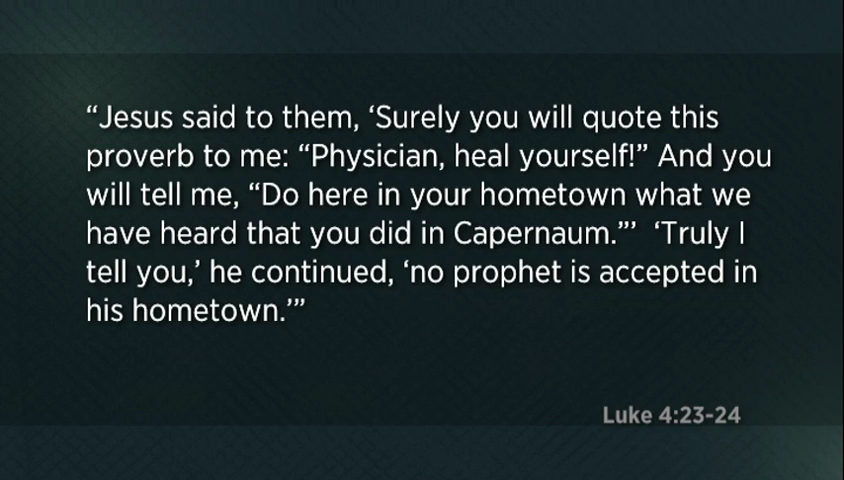 “Jesus said to them, ‘Surely you will quote this
proverb to me: “Physician, heal yourself!” And you
will tell me, “Do here in your hometown what we
have heard that you did in Capernaum.”’ ‘Truly I
tell you,’ he continued, ‘no prophet is accepted in
his hometown.’”
Luke 4:23-24